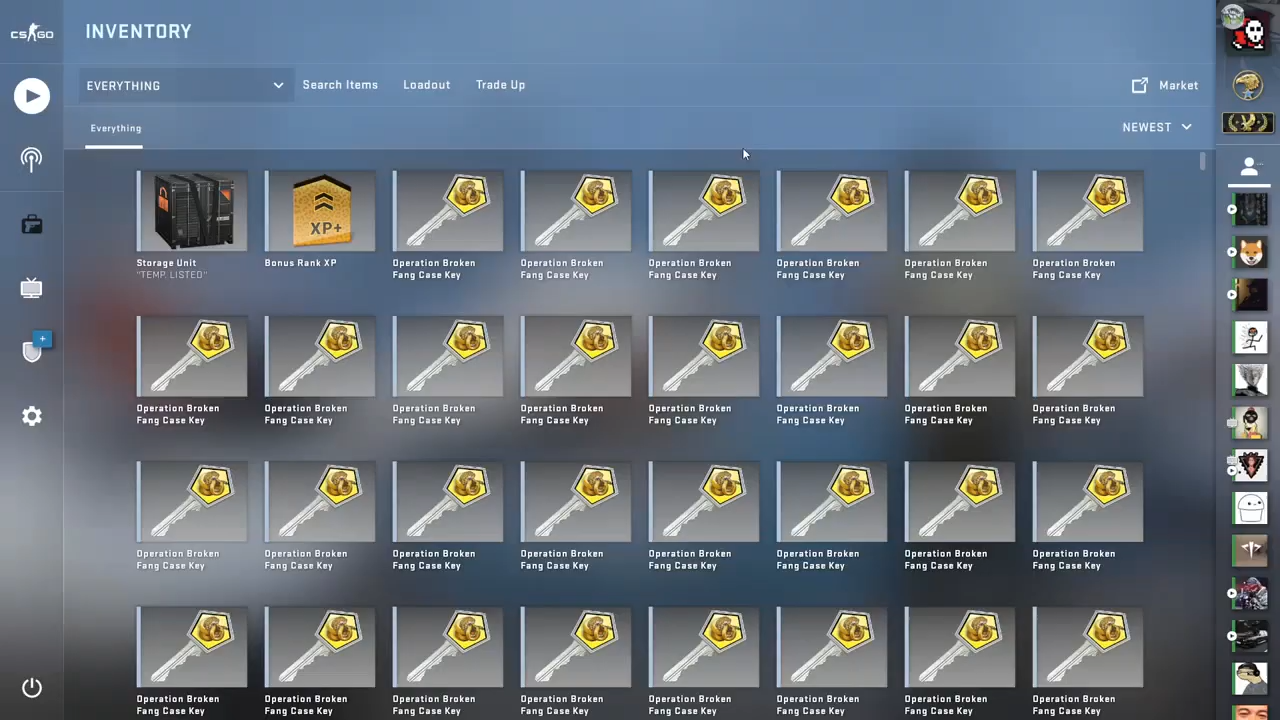 CS GO
INVENTORY
EVERYTHING
Search Items
Loadout
Trade Up
Market
Everything
NEWEST
XP+
Storage Unit
"TEMP. LISTED"
Bonus Rank XP
Operation Broken
Fang Case Key
Operation Broken
Fang Case Key
Operation Broken
Fang Case Key
Operation Broken
Fang Case Key
Operation Broken
Fang Case Key
Operation Broken
Fang Case Key
Operation Broken
Fang Case Key
Operation Broken
Fang Case Key
Operation Broken
Fang Case Key
Operation Broken
Fang Case Key
Operation Broken
Fang Case Key
Operation Broken
Fang Case Key
Operation Broken
Fang Case Key
Operation Broken
Fang Case Key
Operation Broken
Fang Case Key
Operation Broken
Fang Case Key
Operation Broken
Fang Case Key
Operation Broken
Fang Case Key
Operation Broken
Fang Case Key
Operation Broken
Fang Case Key
Operation Broken
Fang Case Key
Operation Broken
Fang Case Key
Operation Broken
Fang Case Key
Operation Broken
Fang Case Key
Operation Broken
Fang Case Key
Operation Broken
Fang Case Key
Operation Broken
Fang Case Key
Operation Broken
Fang Case Key
Operation Broken
Fang Case Key
Operation Broken
Fang Case Key